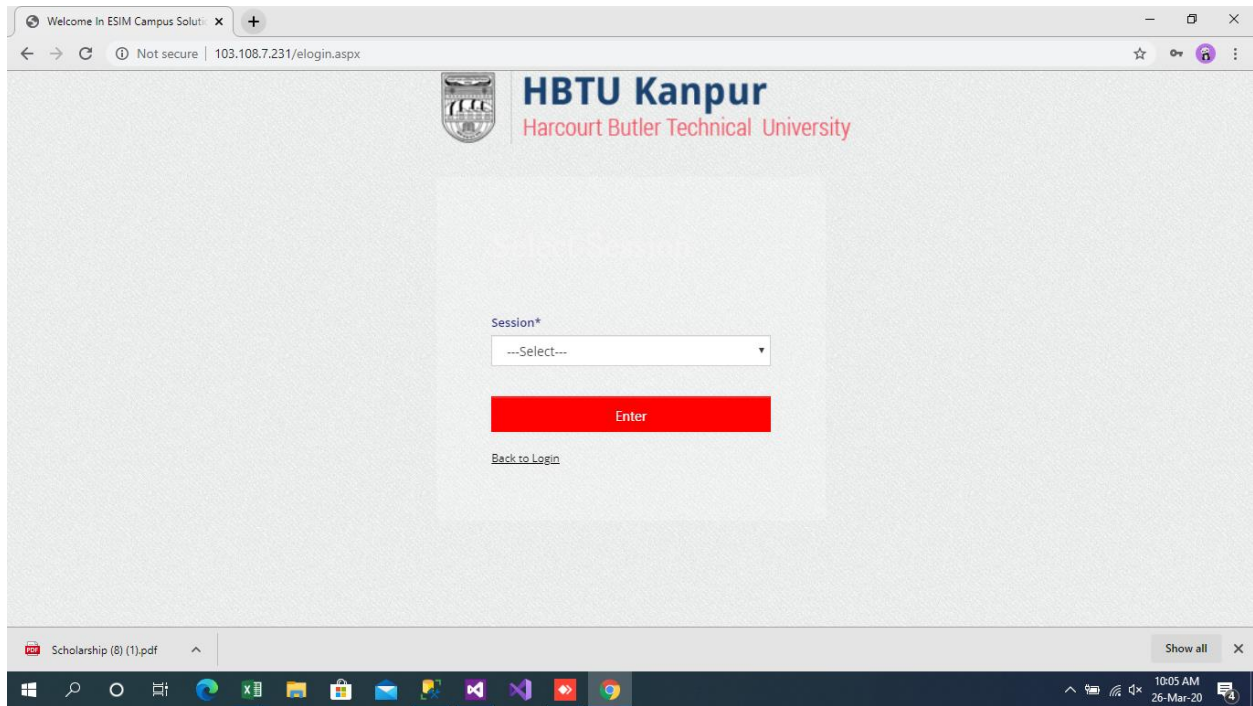 Welcome In ESIM Campus Soluti
Not secure | 103.108.7.231/elogin.aspx
HBTU Kanpur
Harcourt Butler Technical University
Select Session
Session*
---Select---
Enter
Back to Login
Scholarship (8) (1).pdf
Show all
10:05 AM
26-Mar-20
4